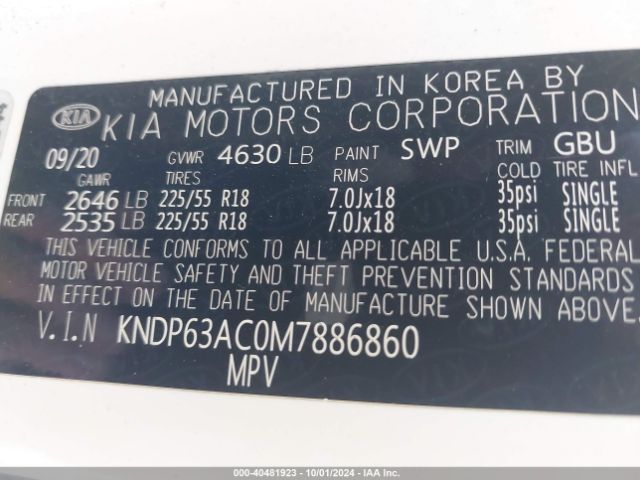 MANUFACTURED IN KOREA BY
KIA KIA MOTORS CORPORATION
09/20 GVWR 4630 LB PAINT SWP TRIM GBU
GAWR TIRES RIMS COLD TIRE INFL
FRONT 2646 LB 225/55 R18 7.0Jx18 35psi SINGLE
REAR 2535 LB 225/55 R18 7.0Jx18 35psi SINGLE
THIS VEHICLE CONFORMS TO ALL APPLICABLE U.S.A. FEDERAL
MOTOR VEHICLE SAFETY AND THEFT PREVENTION STANDARDS
IN EFFECT ON THE DATE OF MANUFACTURE SHOWN ABOVE.
V.I.N KNDP63AC0M7886860
MPV
000 - 40481923 - 10/01/2024 - IAA Inc.